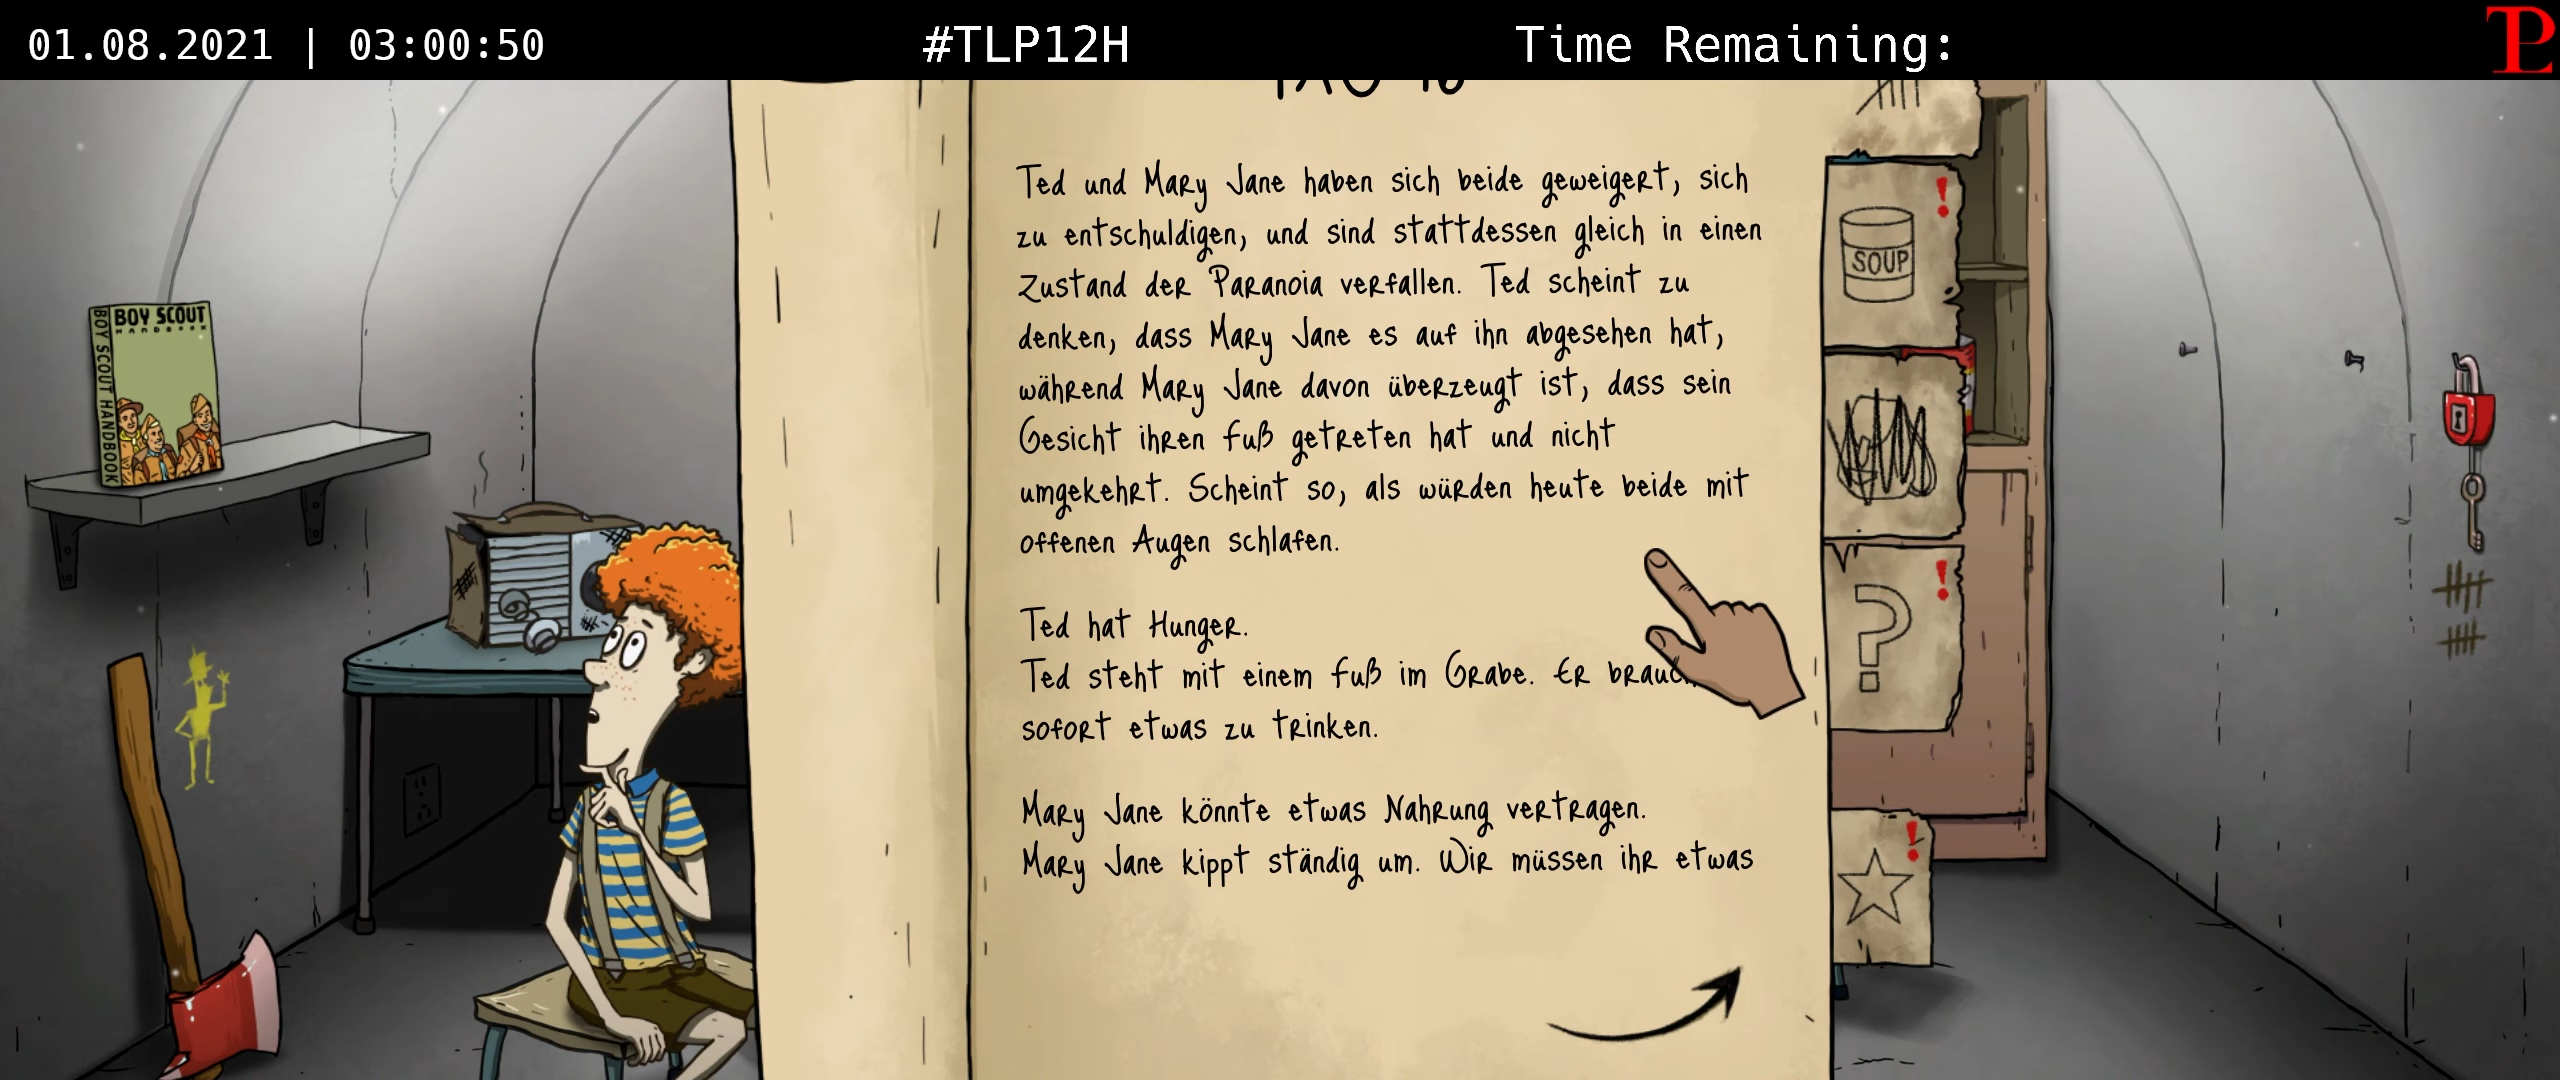 01.08.2021 | 03:00:50
#TLP12H
Time Remaining:
TLP
Ted und Mary Jane haben sich beide geweigert, sich
zu entschuldigen, und sind stattdessen gleich in einen
Zustand der Paranoia verfallen. Ted scheint zu
denken, dass Mary Jane es auf ihn abgesehen hat,
während Mary Jane davon überzeugt ist, dass sein
Gesicht ihren Fuß getreten hat und nicht
umgekehrt. Scheint so, als würden heute beide mit
offenen Augen schlafen.
Ted hat Hunger.
Ted steht mit einem Fuß im Grabe. Er
sofort etwas zu trinken.
Mary Jane könnte etwas Nahrung vertragen.
Mary Jane kippt ständig um. Wir müssen ihr etwas
BOY SCOUT
HANDBOOK
BOY SCOUT HANDBOOK
!
SOUP
!
?
!